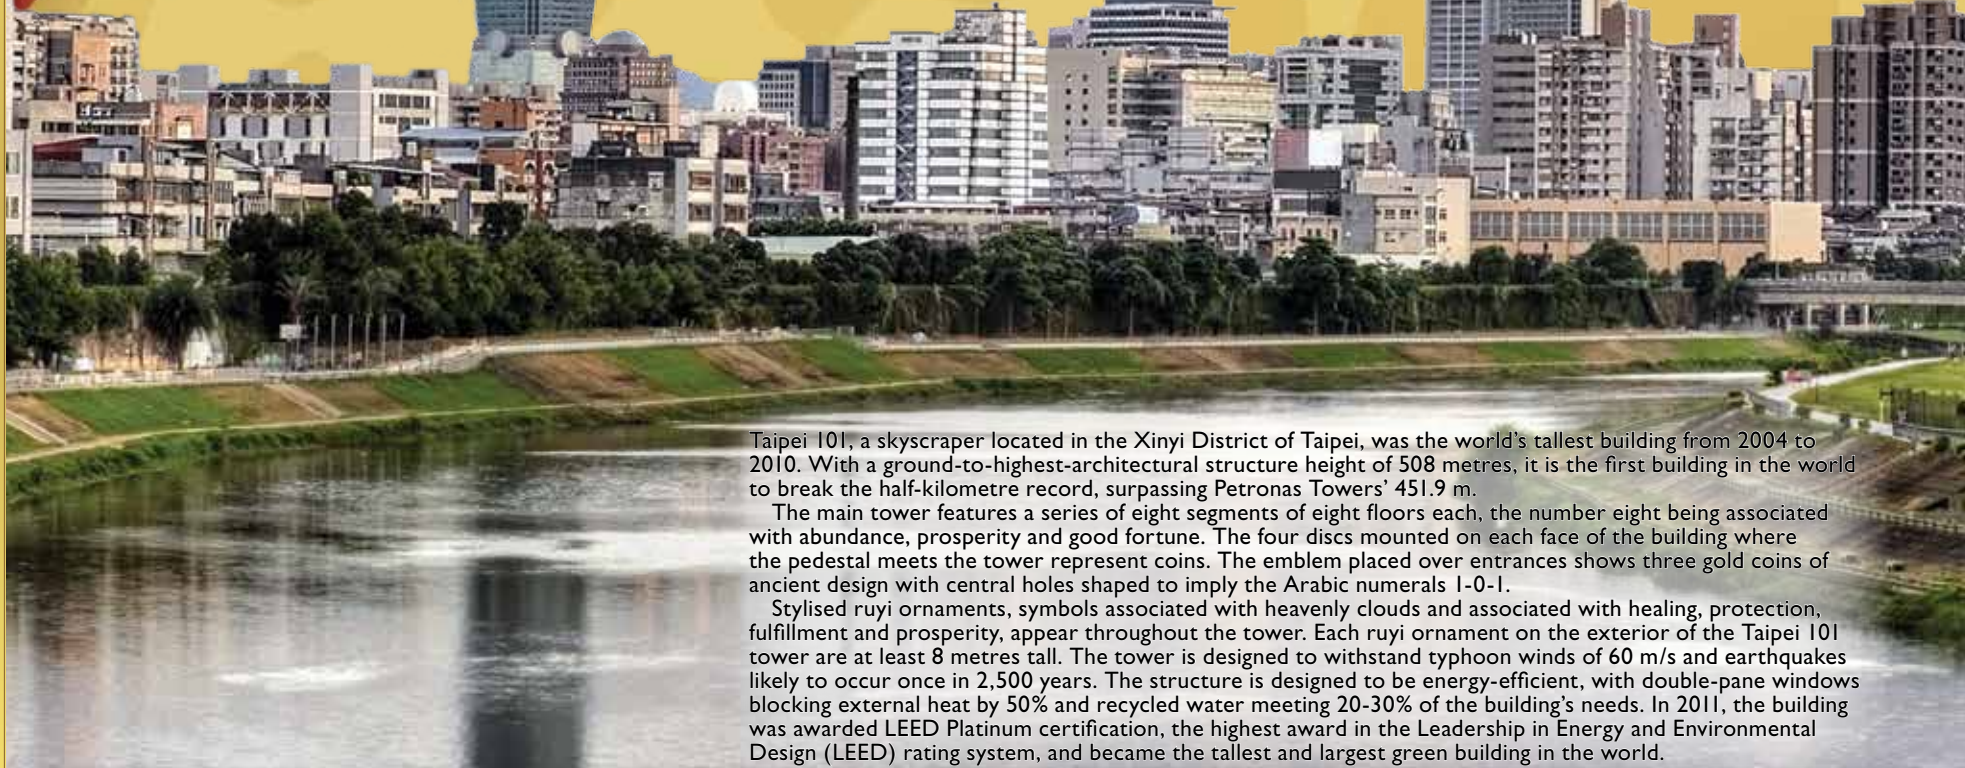 Taipei 101, a skyscraper located in the Xinyi District of Taipei, was the world's tallest building from 2004 to
2010. With a ground-to-highest-architectural structure height of 508 metres, it is the first building in the world
to break the half-kilometre record, surpassing Petronas Towers' 451.9 m.
The main tower features a series of eight segments of eight floors each, the number eight being associated
with abundance, prosperity and good fortune. The four discs mounted on each face of the building where
the pedestal meets the tower represent coins. The emblem placed over entrances shows three gold coins of
ancient design with central holes shaped to imply the Arabic numerals 1-0-1.
Stylised ruyi ornaments, symbols associated with heavenly clouds and associated with healing, protection,
fulfillment and prosperity, appear throughout the tower. Each ruyi ornament on the exterior of the Taipei 101
tower are at least 8 metres tall. The tower is designed to withstand typhoon winds of 60 m/s and earthquakes
likely to occur once in 2,500 years. The structure is designed to be energy-efficient, with double-pane windows
blocking external heat by 50% and recycled water meeting 20-30% of the building's needs. In 2011, the building
was awarded LEED Platinum certification, the highest award in the Leadership in Energy and Environmental
Design (LEED) rating system, and became the tallest and largest green building in the world.